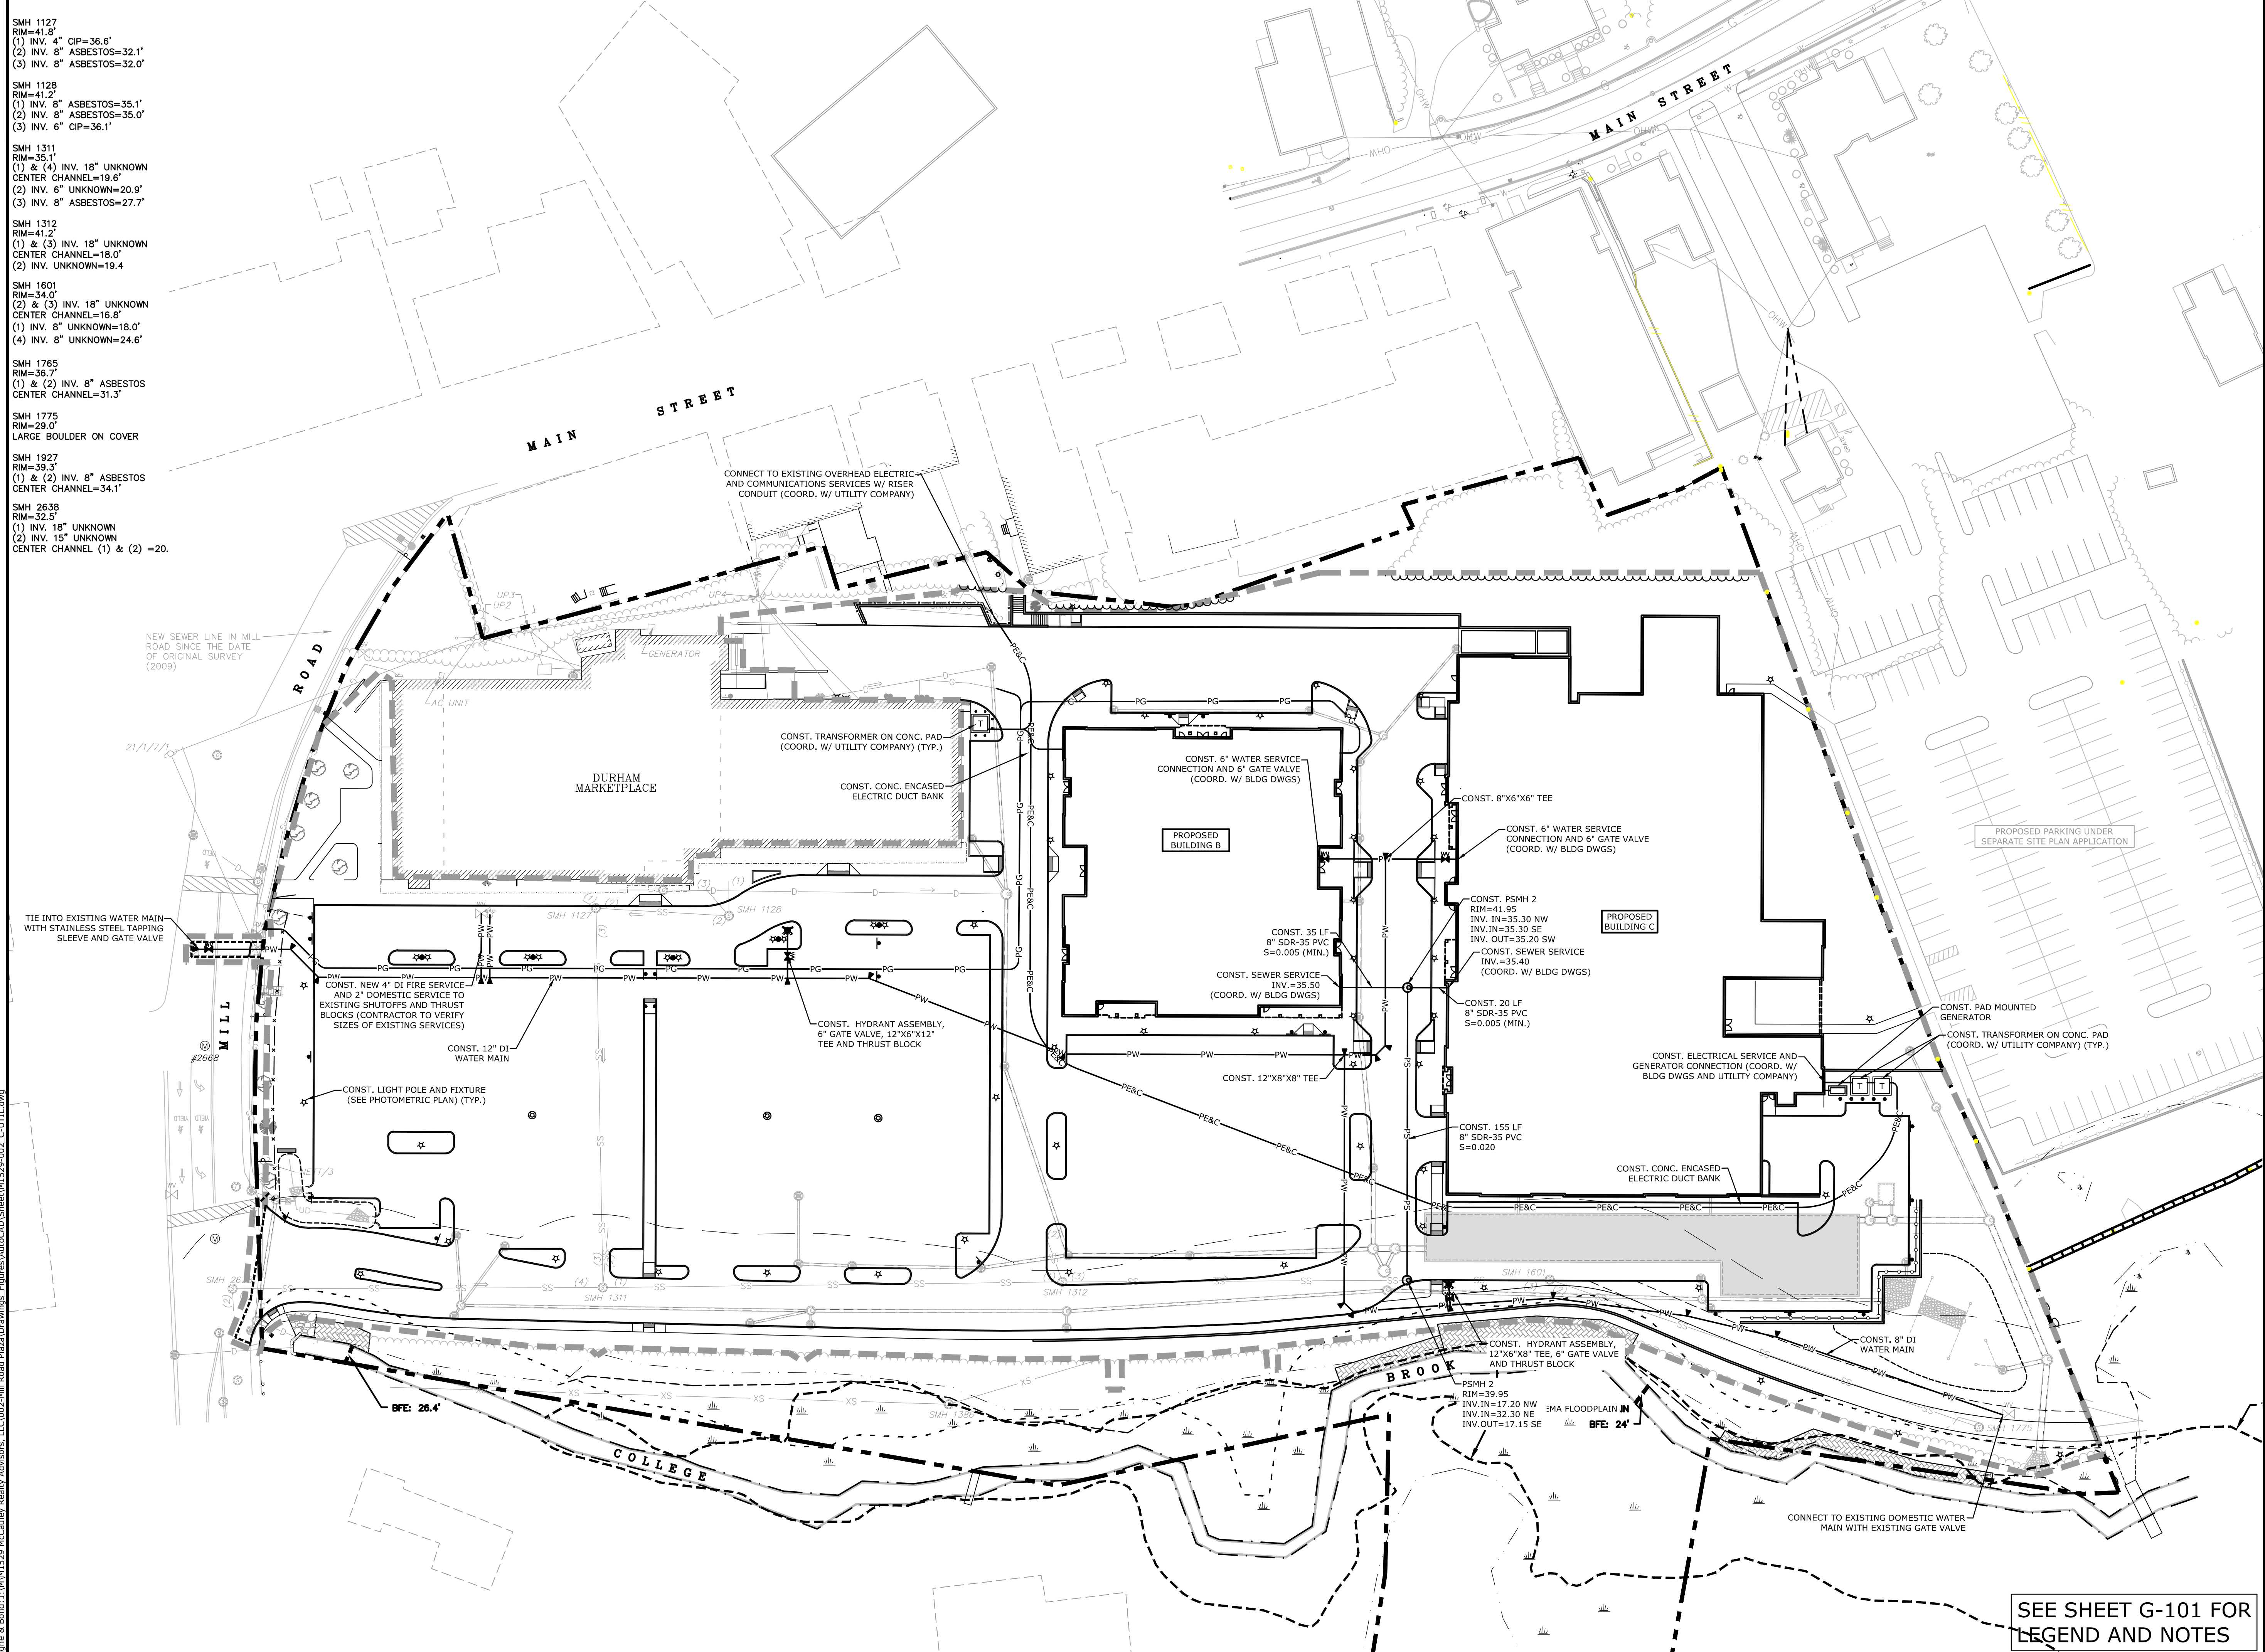 SMH 1127
RIM=41.8'
(1) INV. 4" CIP=36.6'
(2) INV. 8" ASBESTOS=32.1'
(3) INV. 8" ASBESTOS=32.0'
SMH 1128
RIM=41.2'
(1) INV. 8" ASBESTOS=35.1'
(2) INV. 8" ASBESTOS=35.0'
(3) INV. 6" CIP=36.1'
SMH 1311
RIM=35.1'
(1) & (4) INV. 18" UNKNOWN
CENTER CHANNEL=19.6'
(2) INV. 6" UNKNOWN=20.9'
(3) INV. 8" ASBESTOS=27.7'
SMH 1312
RIM=41.2'
(1) & (3) INV. 18" UNKNOWN
CENTER CHANNEL=18.0'
(2) INV. UNKNOWN=19.4
SMH 1601
RIM=34.0'
(2) & (3) INV. 18" UNKNOWN
CENTER CHANNEL=16.8'
(1) INV. 8" UNKNOWN=18.0'
(4) INV. 8" UNKNOWN=24.6'
SMH 1765
RIM=36.7'
(1) & (2) INV. 8" ASBESTOS
CENTER CHANNEL=31.3'
SMH 1775
RIM=29.0'
LARGE BOULDER ON COVER
SMH 1927
RIM=39.3'
(1) & (2) INV. 8" ASBESTOS
CENTER CHANNEL=34.1'
SMH 2638
RIM=32.5'
(1) INV. 18" UNKNOWN
(2) INV. 15" UNKNOWN
CENTER CHANNEL (1) & (2) =20.
MAIN STREET
MAIN STREET
OHW
OHW
OHW
CONNECT TO EXISTING OVERHEAD ELECTRIC
AND COMMUNICATIONS SERVICES W/ RISER
CONDUIT (COORD. W/ UTILITY COMPANY)
UP3
UP2
UP4
NEW SEWER LINE IN MILL
ROAD SINCE THE DATE
OF ORIGINAL SURVEY
(2009)
MILL ROAD
GENERATOR
AC UNIT
21/1/7/1
DURHAM
MARKETPLACE
CONST. TRANSFORMER ON CONC. PAD
(COORD. W/ UTILITY COMPANY) (TYP.)
CONST. CONC. ENCASED
ELECTRIC DUCT BANK
CONST. 6" WATER SERVICE
CONNECTION AND 6" GATE VALVE
(COORD. W/ BLDG DWGS)
CONST. 8"X6"X6" TEE
CONST. 6" WATER SERVICE
CONNECTION AND 6" GATE VALVE
(COORD. W/ BLDG DWGS)
PROPOSED
BUILDING B
PROPOSED PARKING UNDER
SEPARATE SITE PLAN APPLICATION
TIE INTO EXISTING WATER MAIN
WITH STAINLESS STEEL TAPPING
SLEEVE AND GATE VALVE
SMH 1127
SMH 1128
CONST. PSMH 2
RIM=41.95
INV. IN=35.30 NW
INV.IN=35.30 SE
INV. OUT=35.20 SW
PROPOSED
BUILDING C
CONST. 35 LF
8" SDR-35 PVC
S=0.005 (MIN.)
CONST. SEWER SERVICE
INV.=35.40
(COORD. W/ BLDG DWGS)
CONST. SEWER SERVICE
INV.=35.50
(COORD. W/ BLDG DWGS)
CONST. NEW 4" DI FIRE SERVICE
AND 2" DOMESTIC SERVICE TO
EXISTING SHUTOFFS AND THRUST
BLOCKS (CONTRACTOR TO VERIFY
SIZES OF EXISTING SERVICES)
CONST. 20 LF
8" SDR-35 PVC
S=0.005 (MIN.)
CONST. HYDRANT ASSEMBLY,
6" GATE VALVE, 12"X6"X12"
TEE AND THRUST BLOCK
CONST. 12" DI
WATER MAIN
CONST. PAD MOUNTED
GENERATOR
CONST. TRANSFORMER ON CONC. PAD
(COORD. W/ UTILITY COMPANY) (TYP.)
#2668
CONST. ELECTRICAL SERVICE AND
GENERATOR CONNECTION (COORD. W/
BLDG DWGS AND UTILITY COMPANY)
CONST. 12"X8"X8" TEE
CONST. LIGHT POLE AND FIXTURE
(SEE PHOTOMETRIC PLAN) (TYP.)
CONST. 155 LF
8" SDR-35 PVC
S=0.020
CONST. CONC. ENCASED
ELECTRIC DUCT BANK
UD
SMH 26
SMH 1311
SMH 1312
SMH 1601
CONST. 8" DI
WATER MAIN
CONST. HYDRANT ASSEMBLY,
12"X6"X8" TEE, 6" GATE VALVE
AND THRUST BLOCK
PSMH 2
RIM=39.95
INV.IN=17.20 NW
INV.IN=32.30 NE
INV.OUT=17.15 SE
EMA FLOODPLAIN IN
BFE: 24'
BFE: 26.4'
SMH 1386
SMH 1775
COLLEGE BROOK
CONNECT TO EXISTING DOMESTIC WATER
MAIN WITH EXISTING GATE VALVE
SEE SHEET G-101 FOR
LEGEND AND NOTES